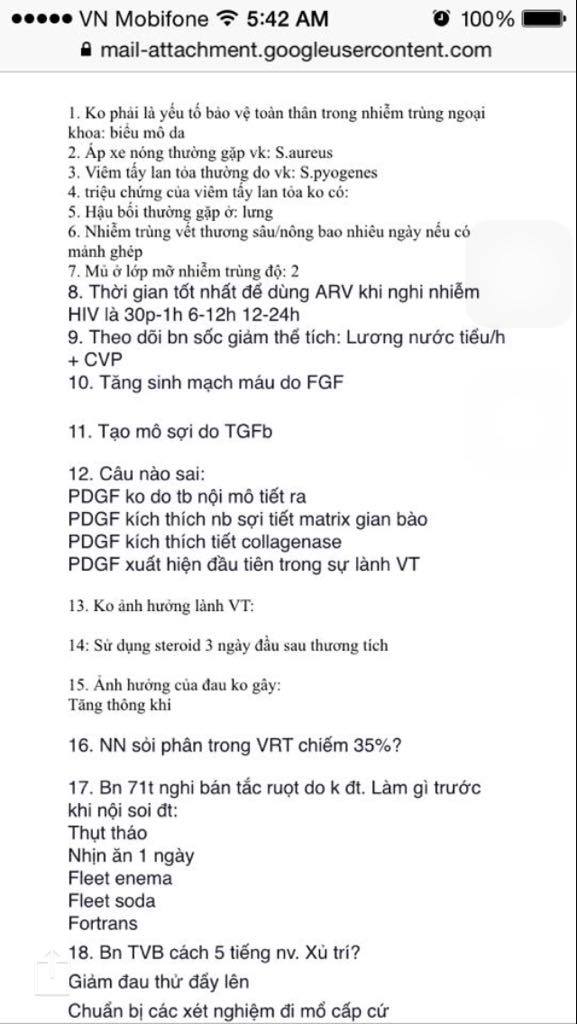 VN Mobifone 5:42 AM 100%
mail-attachment.googleusercontent.com
1. Ko phải là yếu tố bảo vệ toàn thân trong nhiễm trùng ngoại
khoa: biểu mô da
2. Áp xe nóng thường gặp vk: S.aureus
3. Viêm tấy lan tỏa thường do vk: S.pyogenes
4. triệu chứng của viêm tấy lan tỏa ko có:
5. Hậu bối thường gặp ở: lưng
6. Nhiễm trùng vết thương sâu/nông bao nhiêu ngày nếu có
mảnh ghép
7. Mủ ở lớp mỡ nhiễm trùng độ: 2
8. Thời gian tốt nhất để dùng ARV khi nghi nhiễm
HIV là 30p-1h 6-12h 12-24h
9. Theo dõi bn sốc giảm thể tích: Lương nước tiểu/h
+ CVP
10. Tăng sinh mạch máu do FGF
11. Tạo mô sợi do TGFb
12. Câu nào sai:
PDGF ko do tb nội mô tiết ra
PDGF kích thích nb sợi tiết matrix gian bào
PDGF kích thích tiết collagenase
PDGF xuất hiện đầu tiên trong sự lành VT
13. Ko ảnh hưởng lành VT:
14: Sử dụng steroid 3 ngày đầu sau thương tích
15. Ảnh hưởng của đau ko gây:
Tăng thông khi
16. NN sỏi phân trong VRT chiếm 35%?
17. Bn 71t nghi bán tắc ruọt do k đt. Làm gì trước
khi nội soi đt:
Thụt tháo
Nhịn ăn 1 ngày
Fleet enema
Fleet soda
Fortrans
18. Bn TVB cách 5 tiếng nv. Xủ trí?
Giảm đau thử đẩy lên
Chuẩn bị các xét nghiệm đi mổ cấp cứ